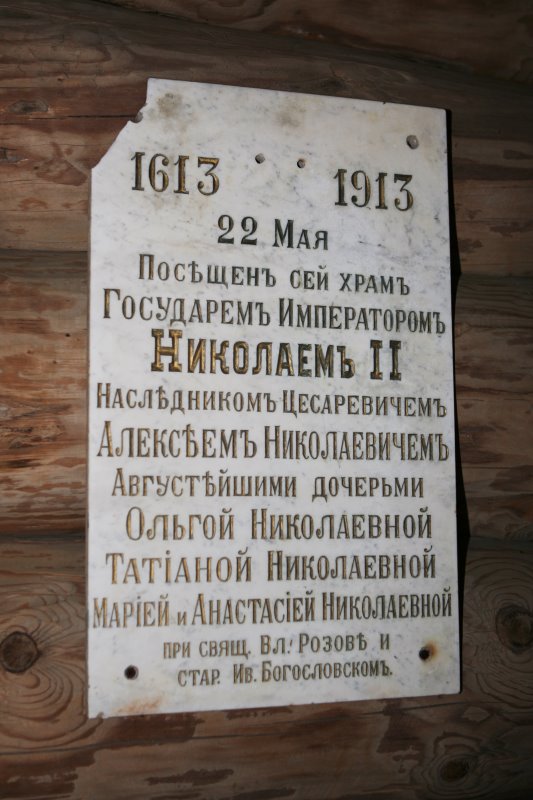 1613 1913
22 Мая
Посѣщенъ сей храмъ
Государемъ Императоромъ
Николаемъ II
Наслѣдникомъ Цесаревичемъ
Алексѣемъ Николаевичемъ
Августѣйшими дочерьми
Ольгой Николаевной
Татіаной Николаевной
Маріей и Анастасіей Николаевной
при свящ. Вл. Розовѣ и
стар. Ив. Богословскомъ.